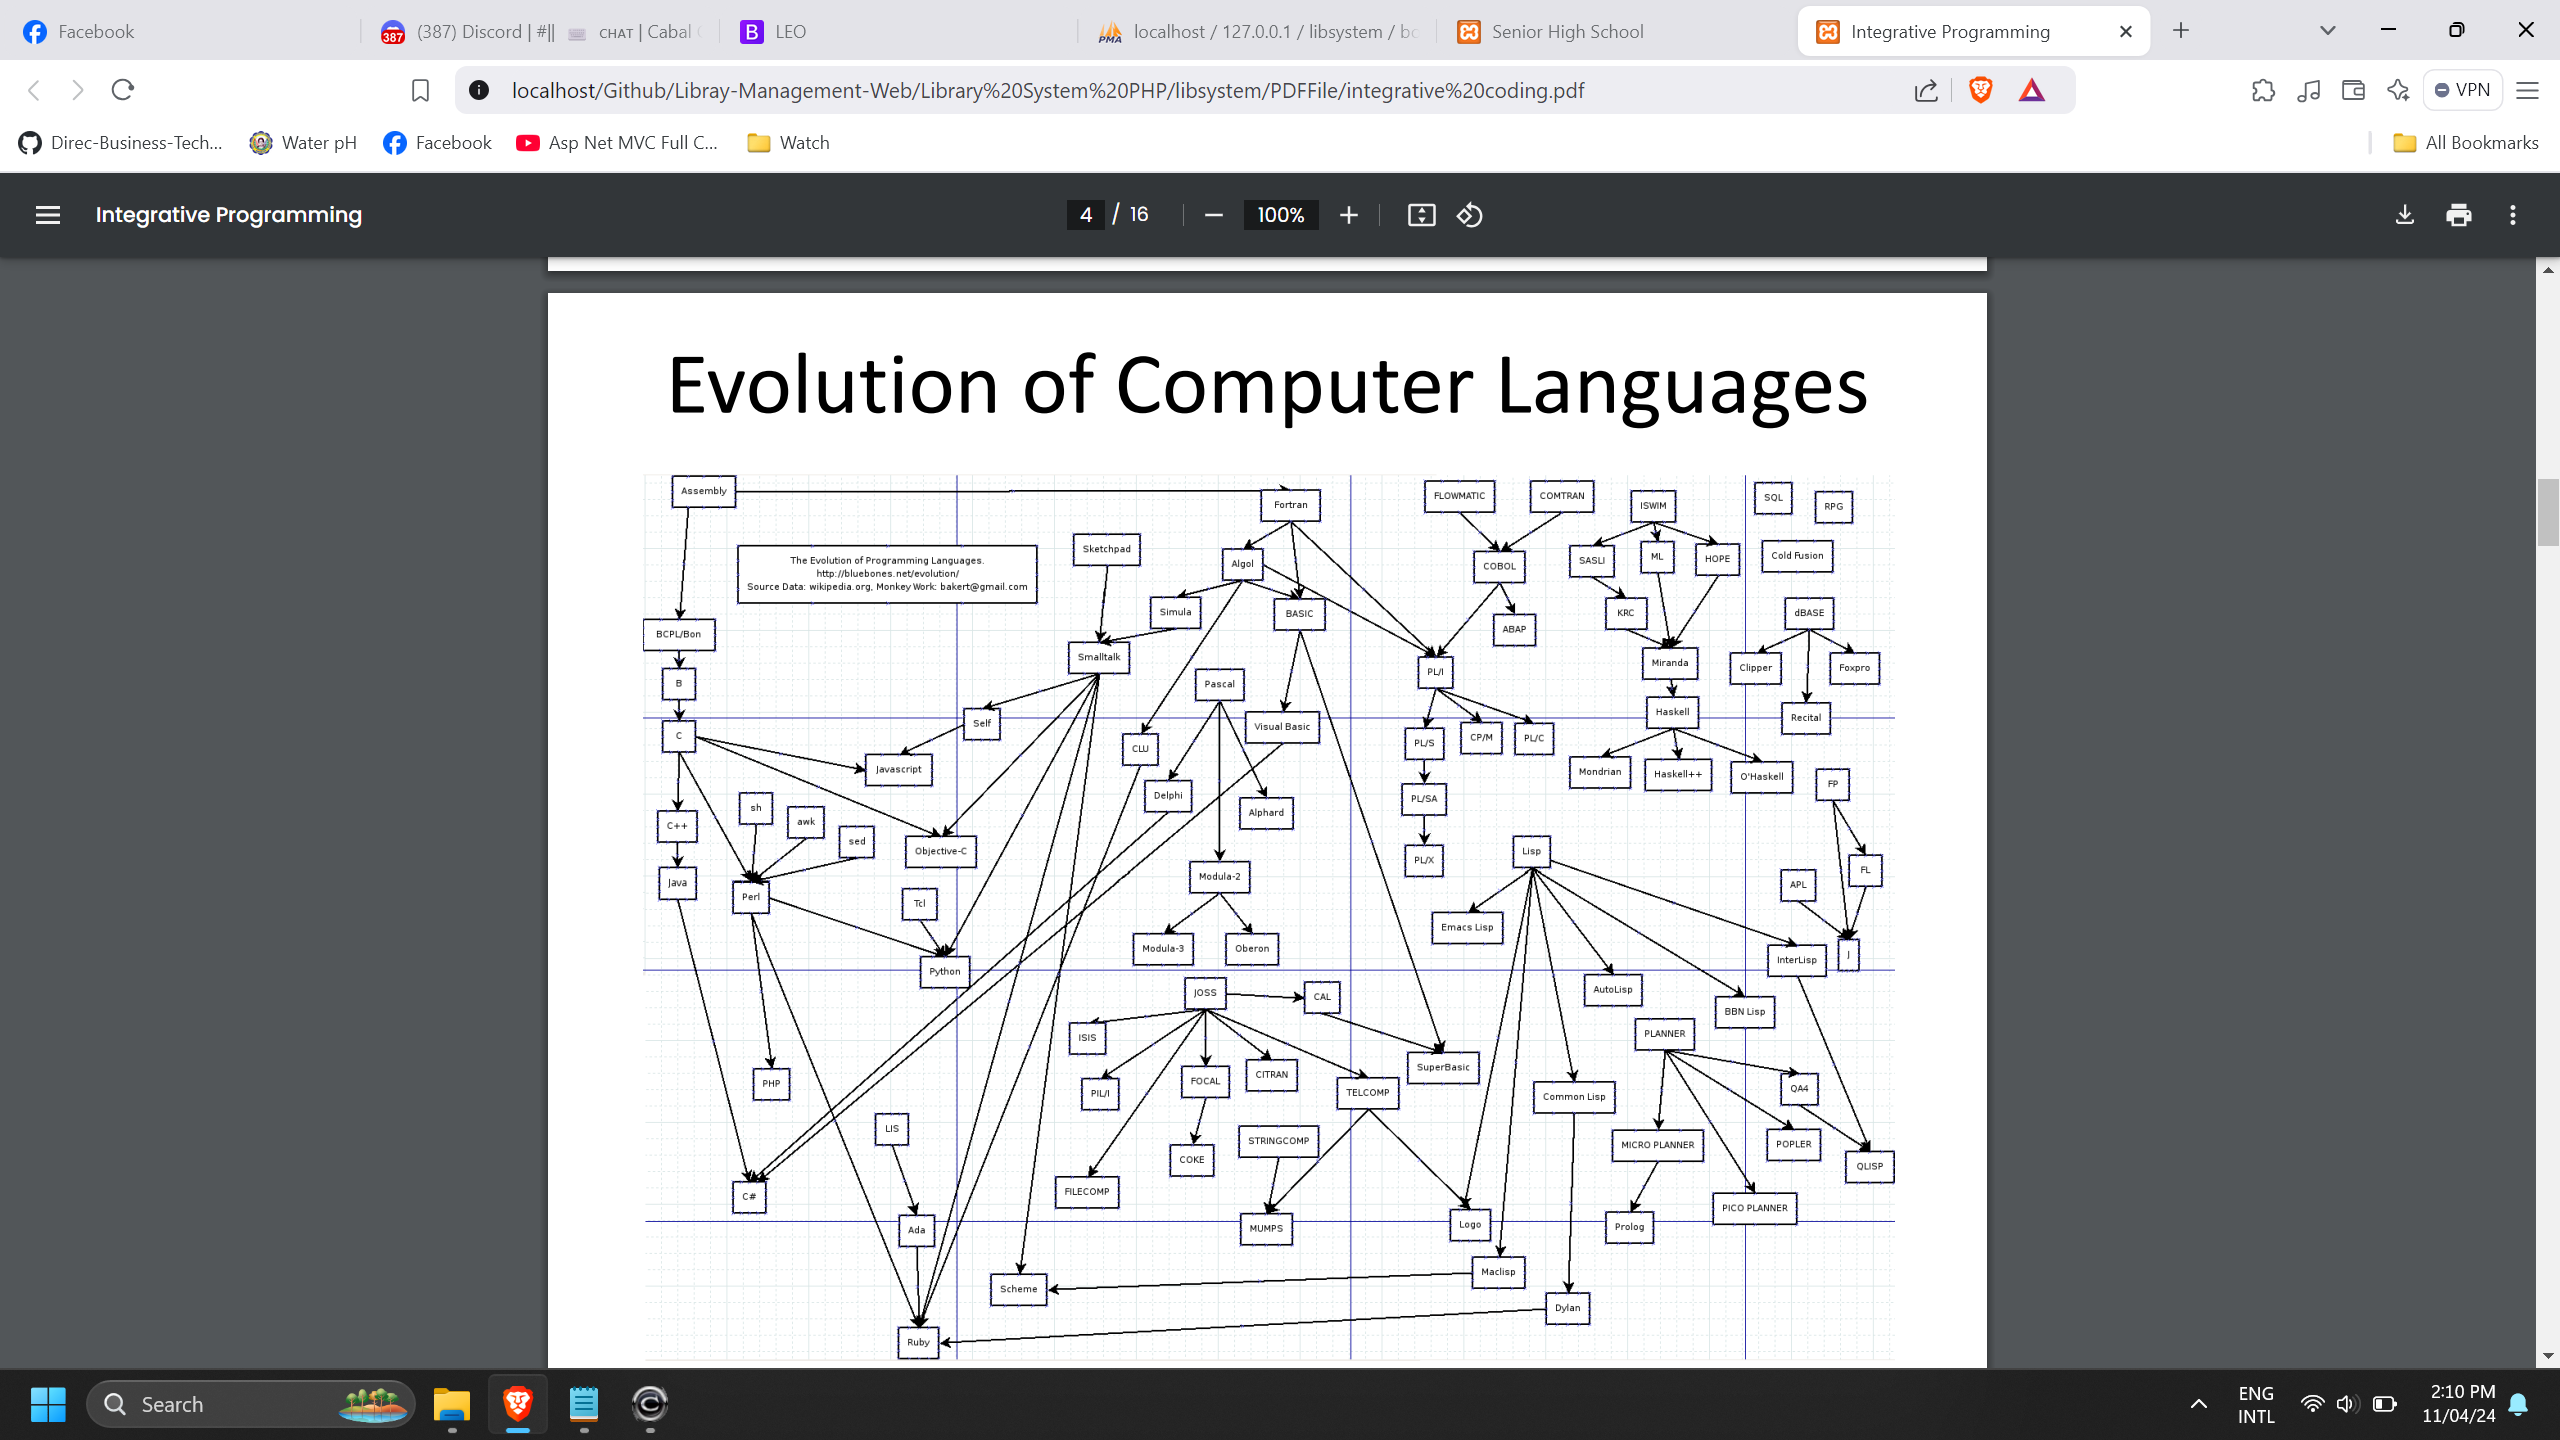 Facebook
387
(387) Discord | #|| ⌨ CHAT | Cabal
B
LEO
PMA
localhost / 127.0.0.1 / libsystem / bo
Senior High School
Integrative Programming
localhost/Github/Libray-Management-Web/Library%20System%20PHP/libsystem/PDFFile/integrative%20coding.pdf
VPN
Direc-Business-Tech...
Water pH
Facebook
Asp Net MVC Full C...
Watch
All Bookmarks
Integrative Programming
4 / 16
100%
Evolution of Computer Languages
Assembly
Fortran
FLOWMATIC
COMTRAN
ISWIM
SQL
RPG
The Evolution of Programming Languages.
http://bluebones.net/evolution/
Source Data: wikipedia.org, Monkey Work: bakert@gmail.com
Sketchpad
Algol
COBOL
SASLI
ML
HOPE
Cold Fusion
Simula
BASIC
ABAP
KRC
dBASE
BCPL/Bon
Smalltalk
PL/I
Miranda
Clipper
Foxpro
B
Pascal
Self
Visual Basic
Haskell
Recital
C
CLU
PL/S
CP/M
PL/C
Javascript
Mondrian
Haskell++
O'Haskell
FP
Delphi
Alphard
PL/SA
sh
awk
sed
C++
Objective-C
PL/X
Lisp
FL
Java
Perl
Tcl
Modula-2
APL
Emacs Lisp
Modula-3
Oberon
InterLisp
J
Python
JOSS
CAL
AutoLisp
BBN Lisp
ISIS
PLANNER
PHP
PIL/I
FOCAL
CITRAN
TELCOMP
SuperBasic
Common Lisp
QA4
LIS
STRINGCOMP
MICRO PLANNER
POPLER
COKE
QLISP
C#
FILECOMP
PICO PLANNER
Ada
MUMPS
Logo
Prolog
Scheme
Maclisp
Dylan
Ruby
Search
ENG
INTL
2:10 PM
11/04/24